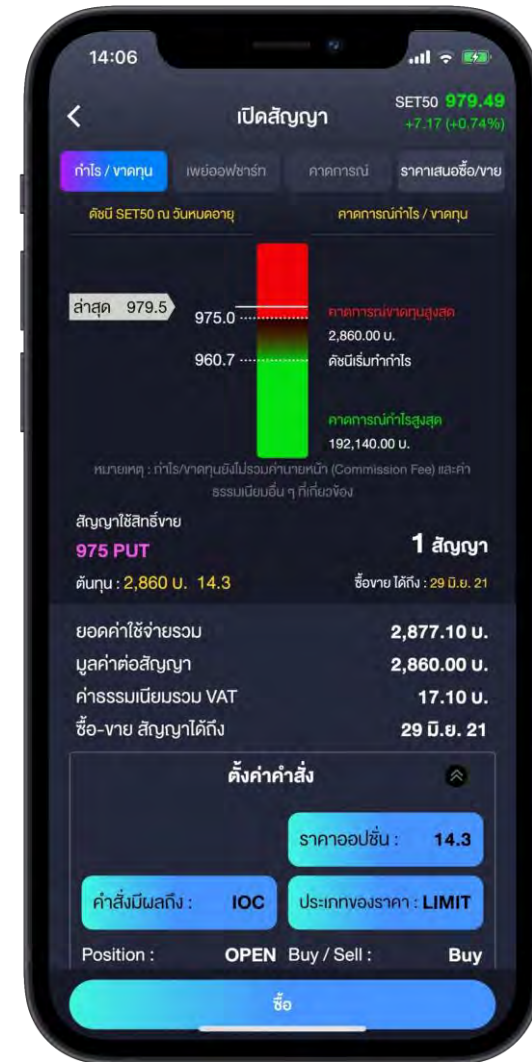 14:06
เปิดสัญญา
SET50 979.49
+7.17 (+0.74%)
กำไร / ขาดทุน
เพย์ออฟชาร์ท
คาดการณ์
ราคาเสนอซื้อ/ขาย
ดัชนี SET50 ณ วันหมดอายุ
คาดการณ์กำไร / ขาดทุน
ล่าสุด 979.5
975.0
คาดการณ์ขาดทุนสูงสุด
2,860.00 บ.
960.7
ดัชนีเริ่มทำกำไร
คาดการณ์กำไรสูงสุด
192,140.00 บ.
หมายเหตุ : กำไร/ขาดทุนยังไม่รวมค่านายหน้า (Commission Fee) และค่า
ธรรมเนียมอื่น ๆ ที่เกี่ยวข้อง
สัญญาใช้สิทธิ์ขาย
975 PUT
1 สัญญา
ต้นทุน : 2,860 บ. 14.3
ซื้อขายได้ถึง : 29 มิ.ย. 21
ยอดค่าใช้จ่ายรวม 2,877.10 บ.
มูลค่าต่อสัญญา 2,860.00 บ.
ค่าธรรมเนียมรวม VAT 17.10 บ.
ซื้อ-ขาย สัญญาได้ถึง 29 มิ.ย. 21
ตั้งค่าคำสั่ง
ราคาออปชั่น : 14.3
คำสั่งมีผลถึง : IOC
ประเภทของราคา : LIMIT
Position : OPEN
Buy / Sell : Buy
ซื้อ